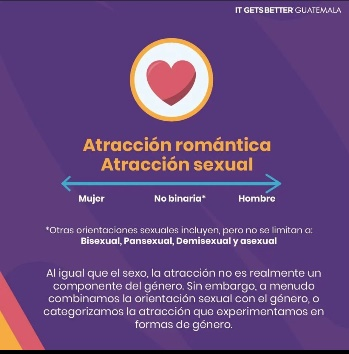 IT GETS BETTER GUATEMALA
Atracción romántica
Atracción sexual
Mujer No binaria* Hombre
*Otras orientaciones sexuales incluyen, pero no se limitan a:
Bisexual, Pansexual, Demisexual y asexual
Al igual que el sexo, la atracción no es realmente un
componente del género. Sin embargo, a menudo
combinamos la orientación sexual con el género, o
categorizamos la atracción que experimentamos en
formas de género.